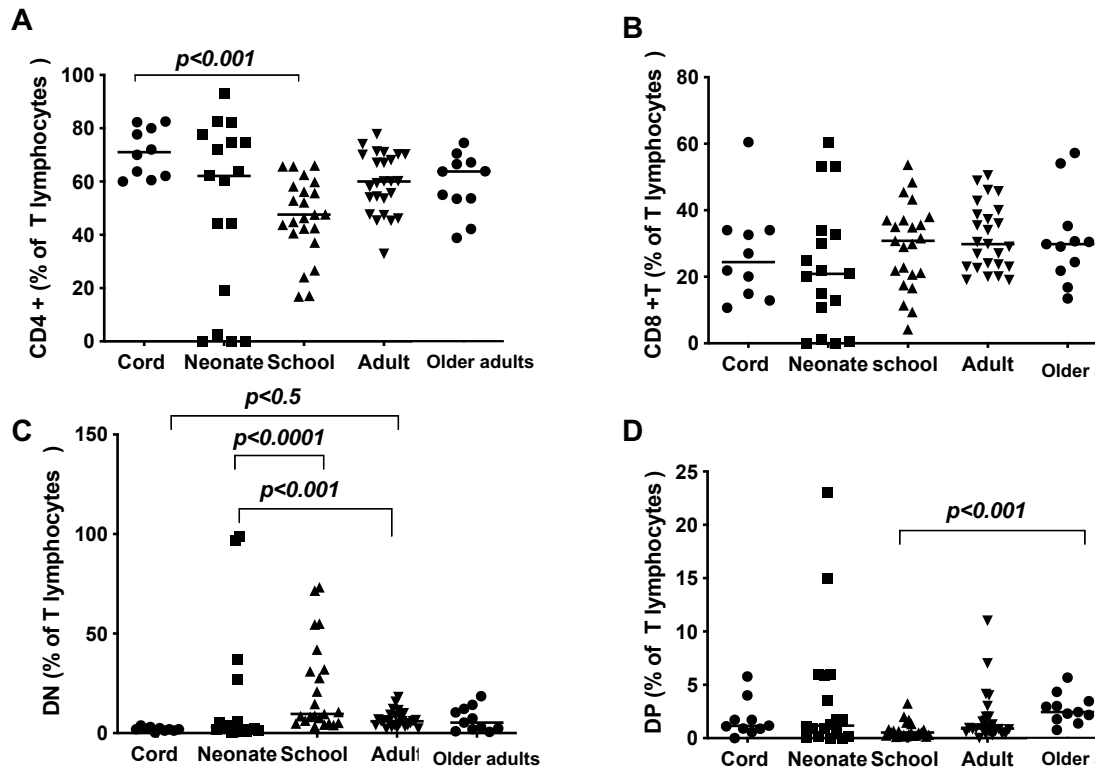 A
p<0.001
CD4 + (% of T lymphocytes )
100
80
60
40
20
0
Cord Neonate School Adult Older adults
B
CD8 +T (% of T lymphocytes )
80
60
40
20
0
Cord Neonate school Adult Older
C
p<0.5
p<0.0001
p<0.001
DN (% of T lymphocytes )
150
100
50
0
Cord Neonate School Adult Older adults
D
p<0.001
DP (% of T lymphocytes )
25
20
15
10
5
0
Cord Neonate School Adult Older